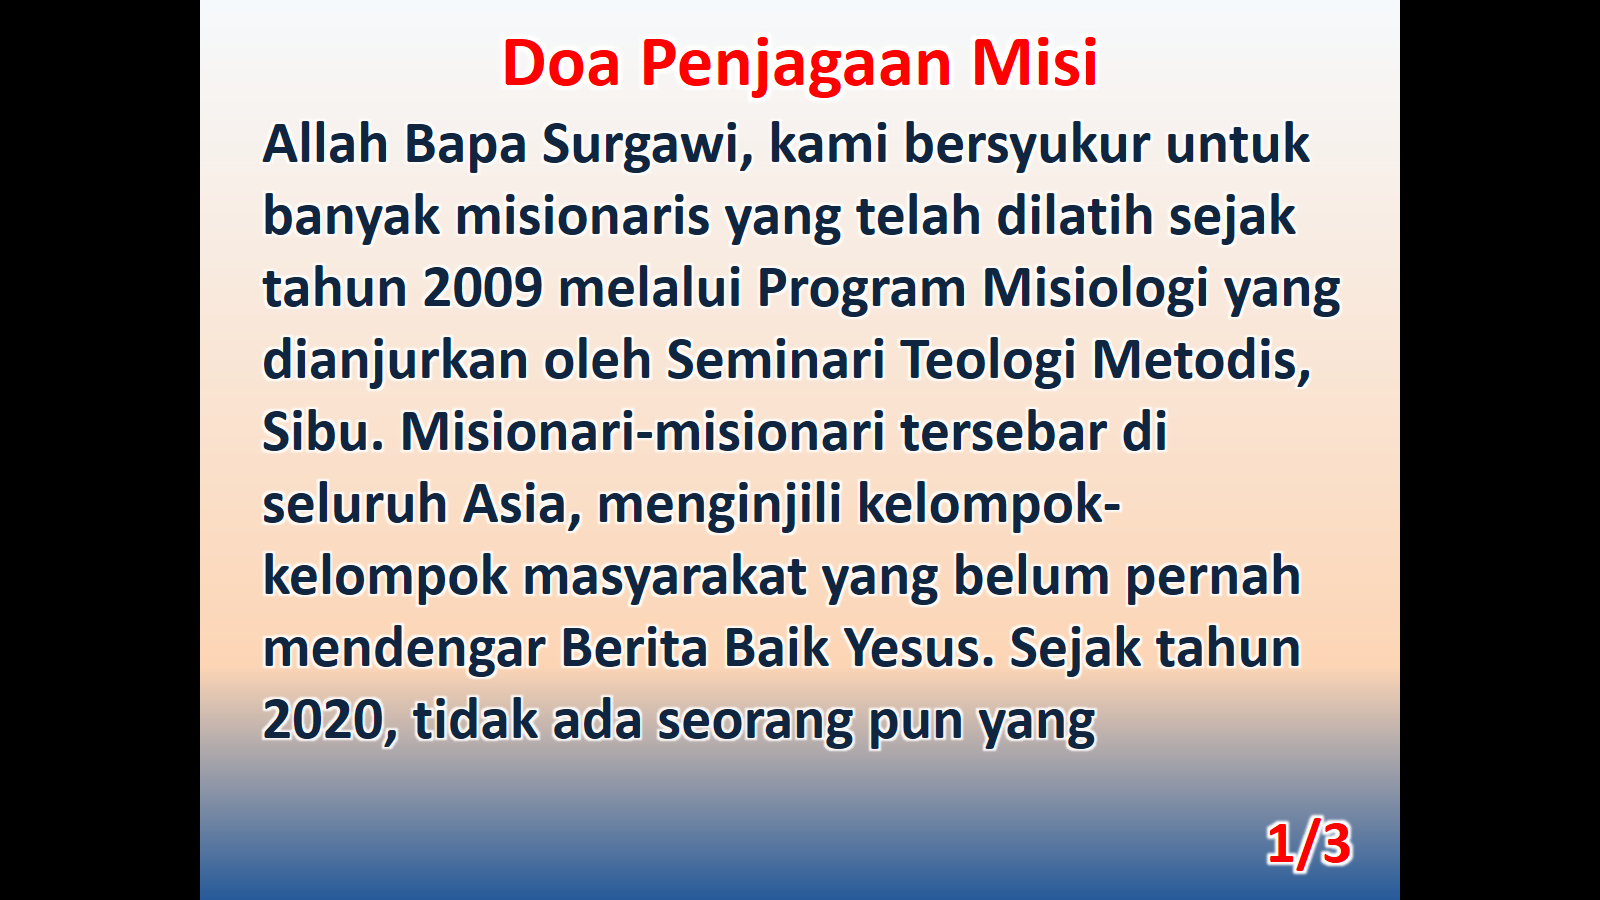 Doa Penjagaan Misi
Allah Bapa Surgawi, kami bersyukur untuk
banyak misionaris yang telah dilatih sejak
tahun 2009 melalui Program Misiologi yang
dianjurkan oleh Seminari Teologi Metodis,
Sibu. Misionari-misionari tersebar di
seluruh Asia, menginjili kelompok-
kelompok masyarakat yang belum pernah
mendengar Berita Baik Yesus. Sejak tahun
2020, tidak ada seorang pun yang
1/3